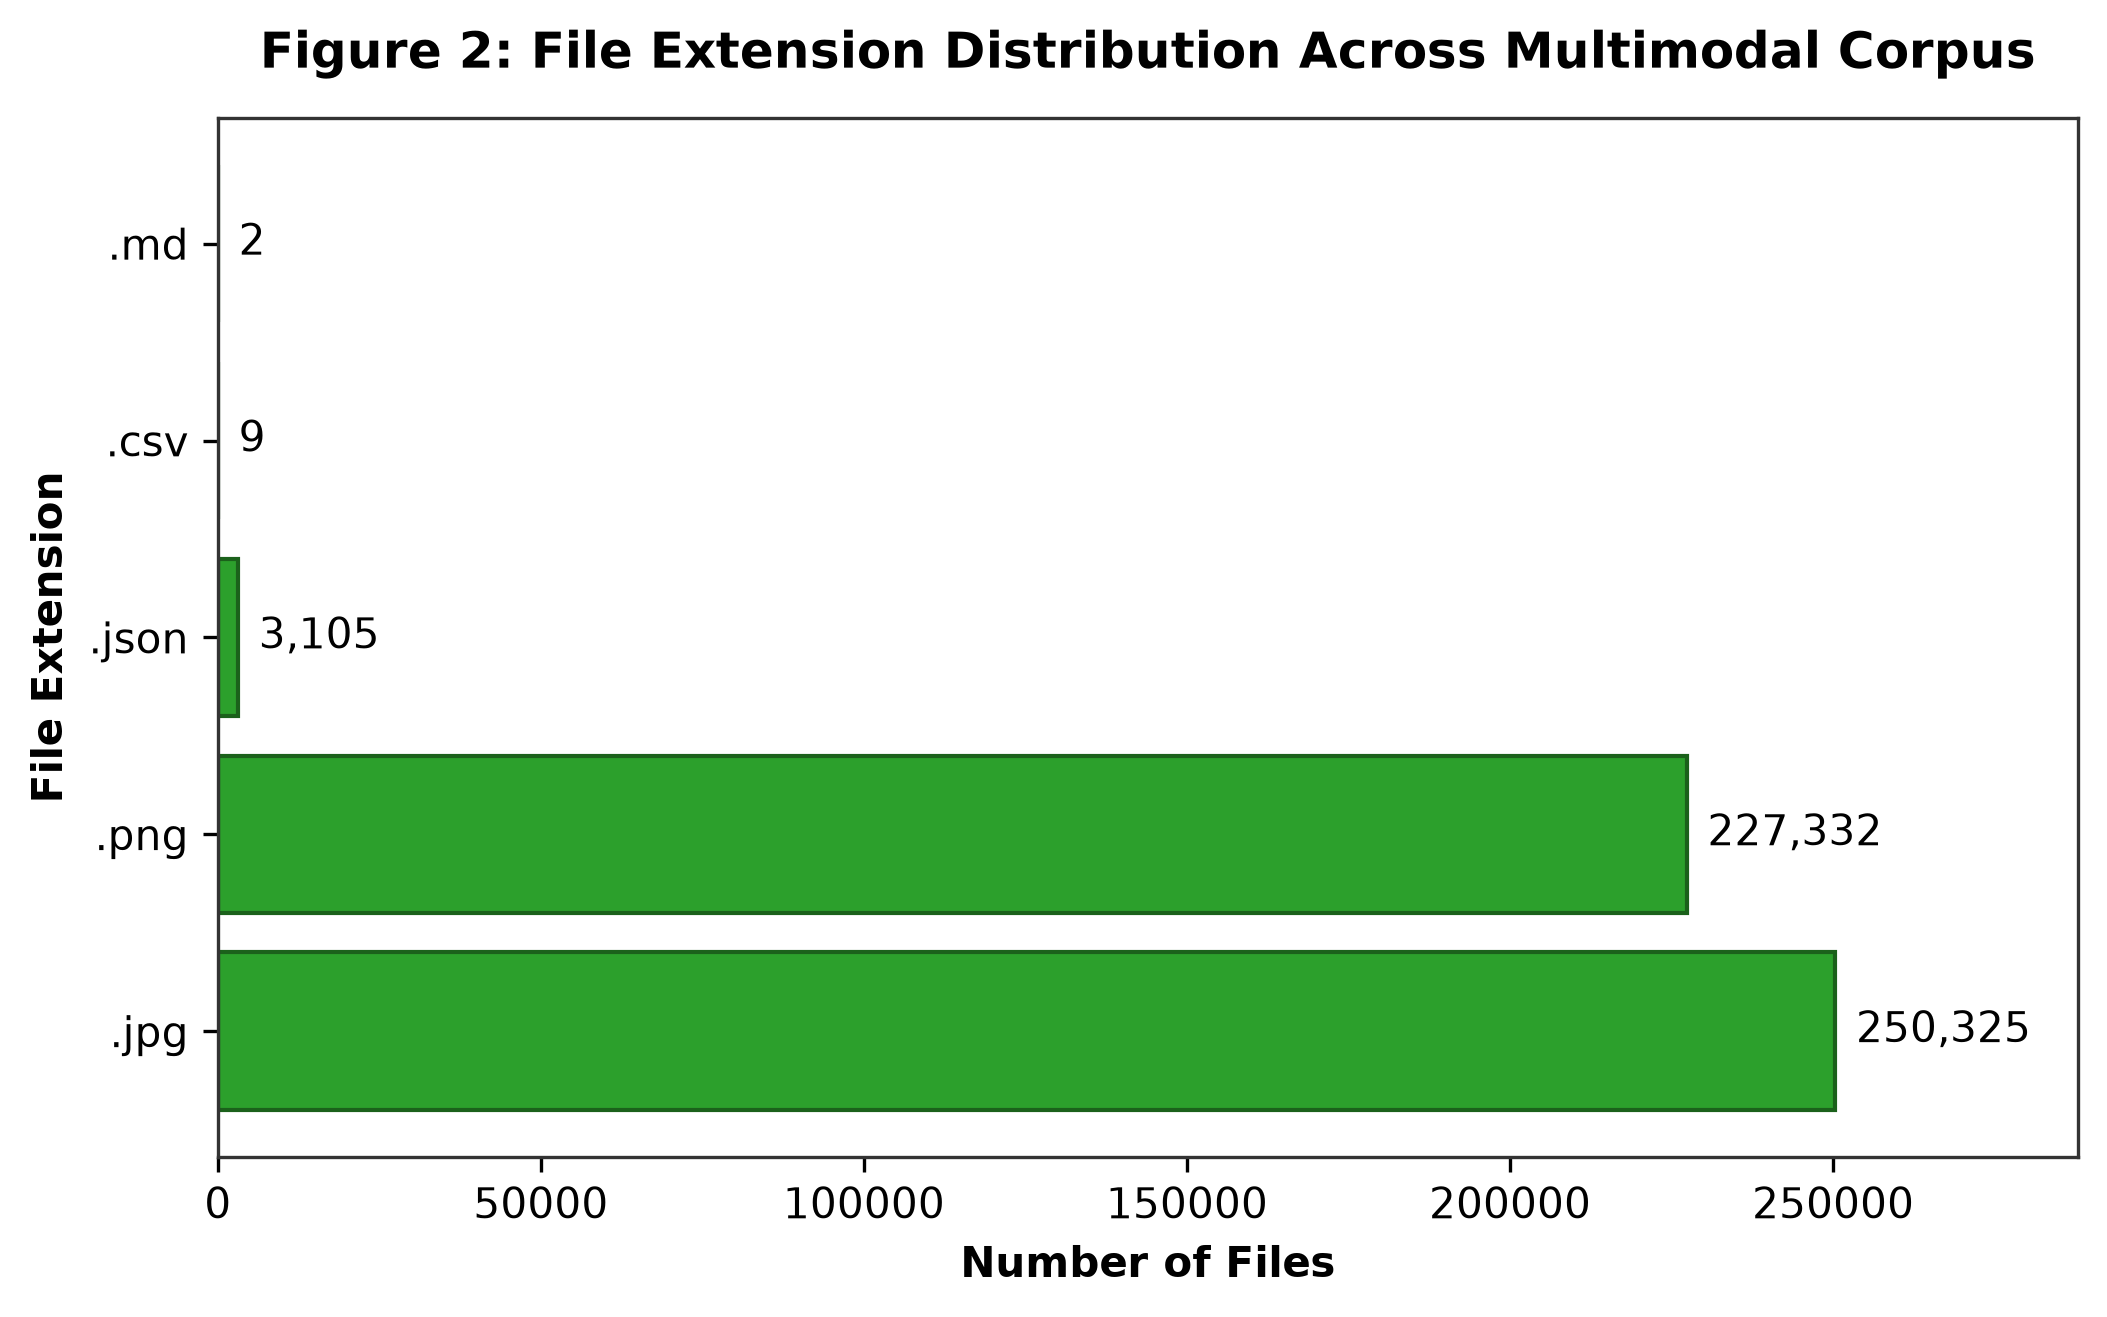 Figure 2: File Extension Distribution Across Multimodal Corpus
.md 2
.csv 9
.json 3,105
.png 227,332
.jpg 250,325
File Extension
0 50000 100000 150000 200000 250000
Number of Files